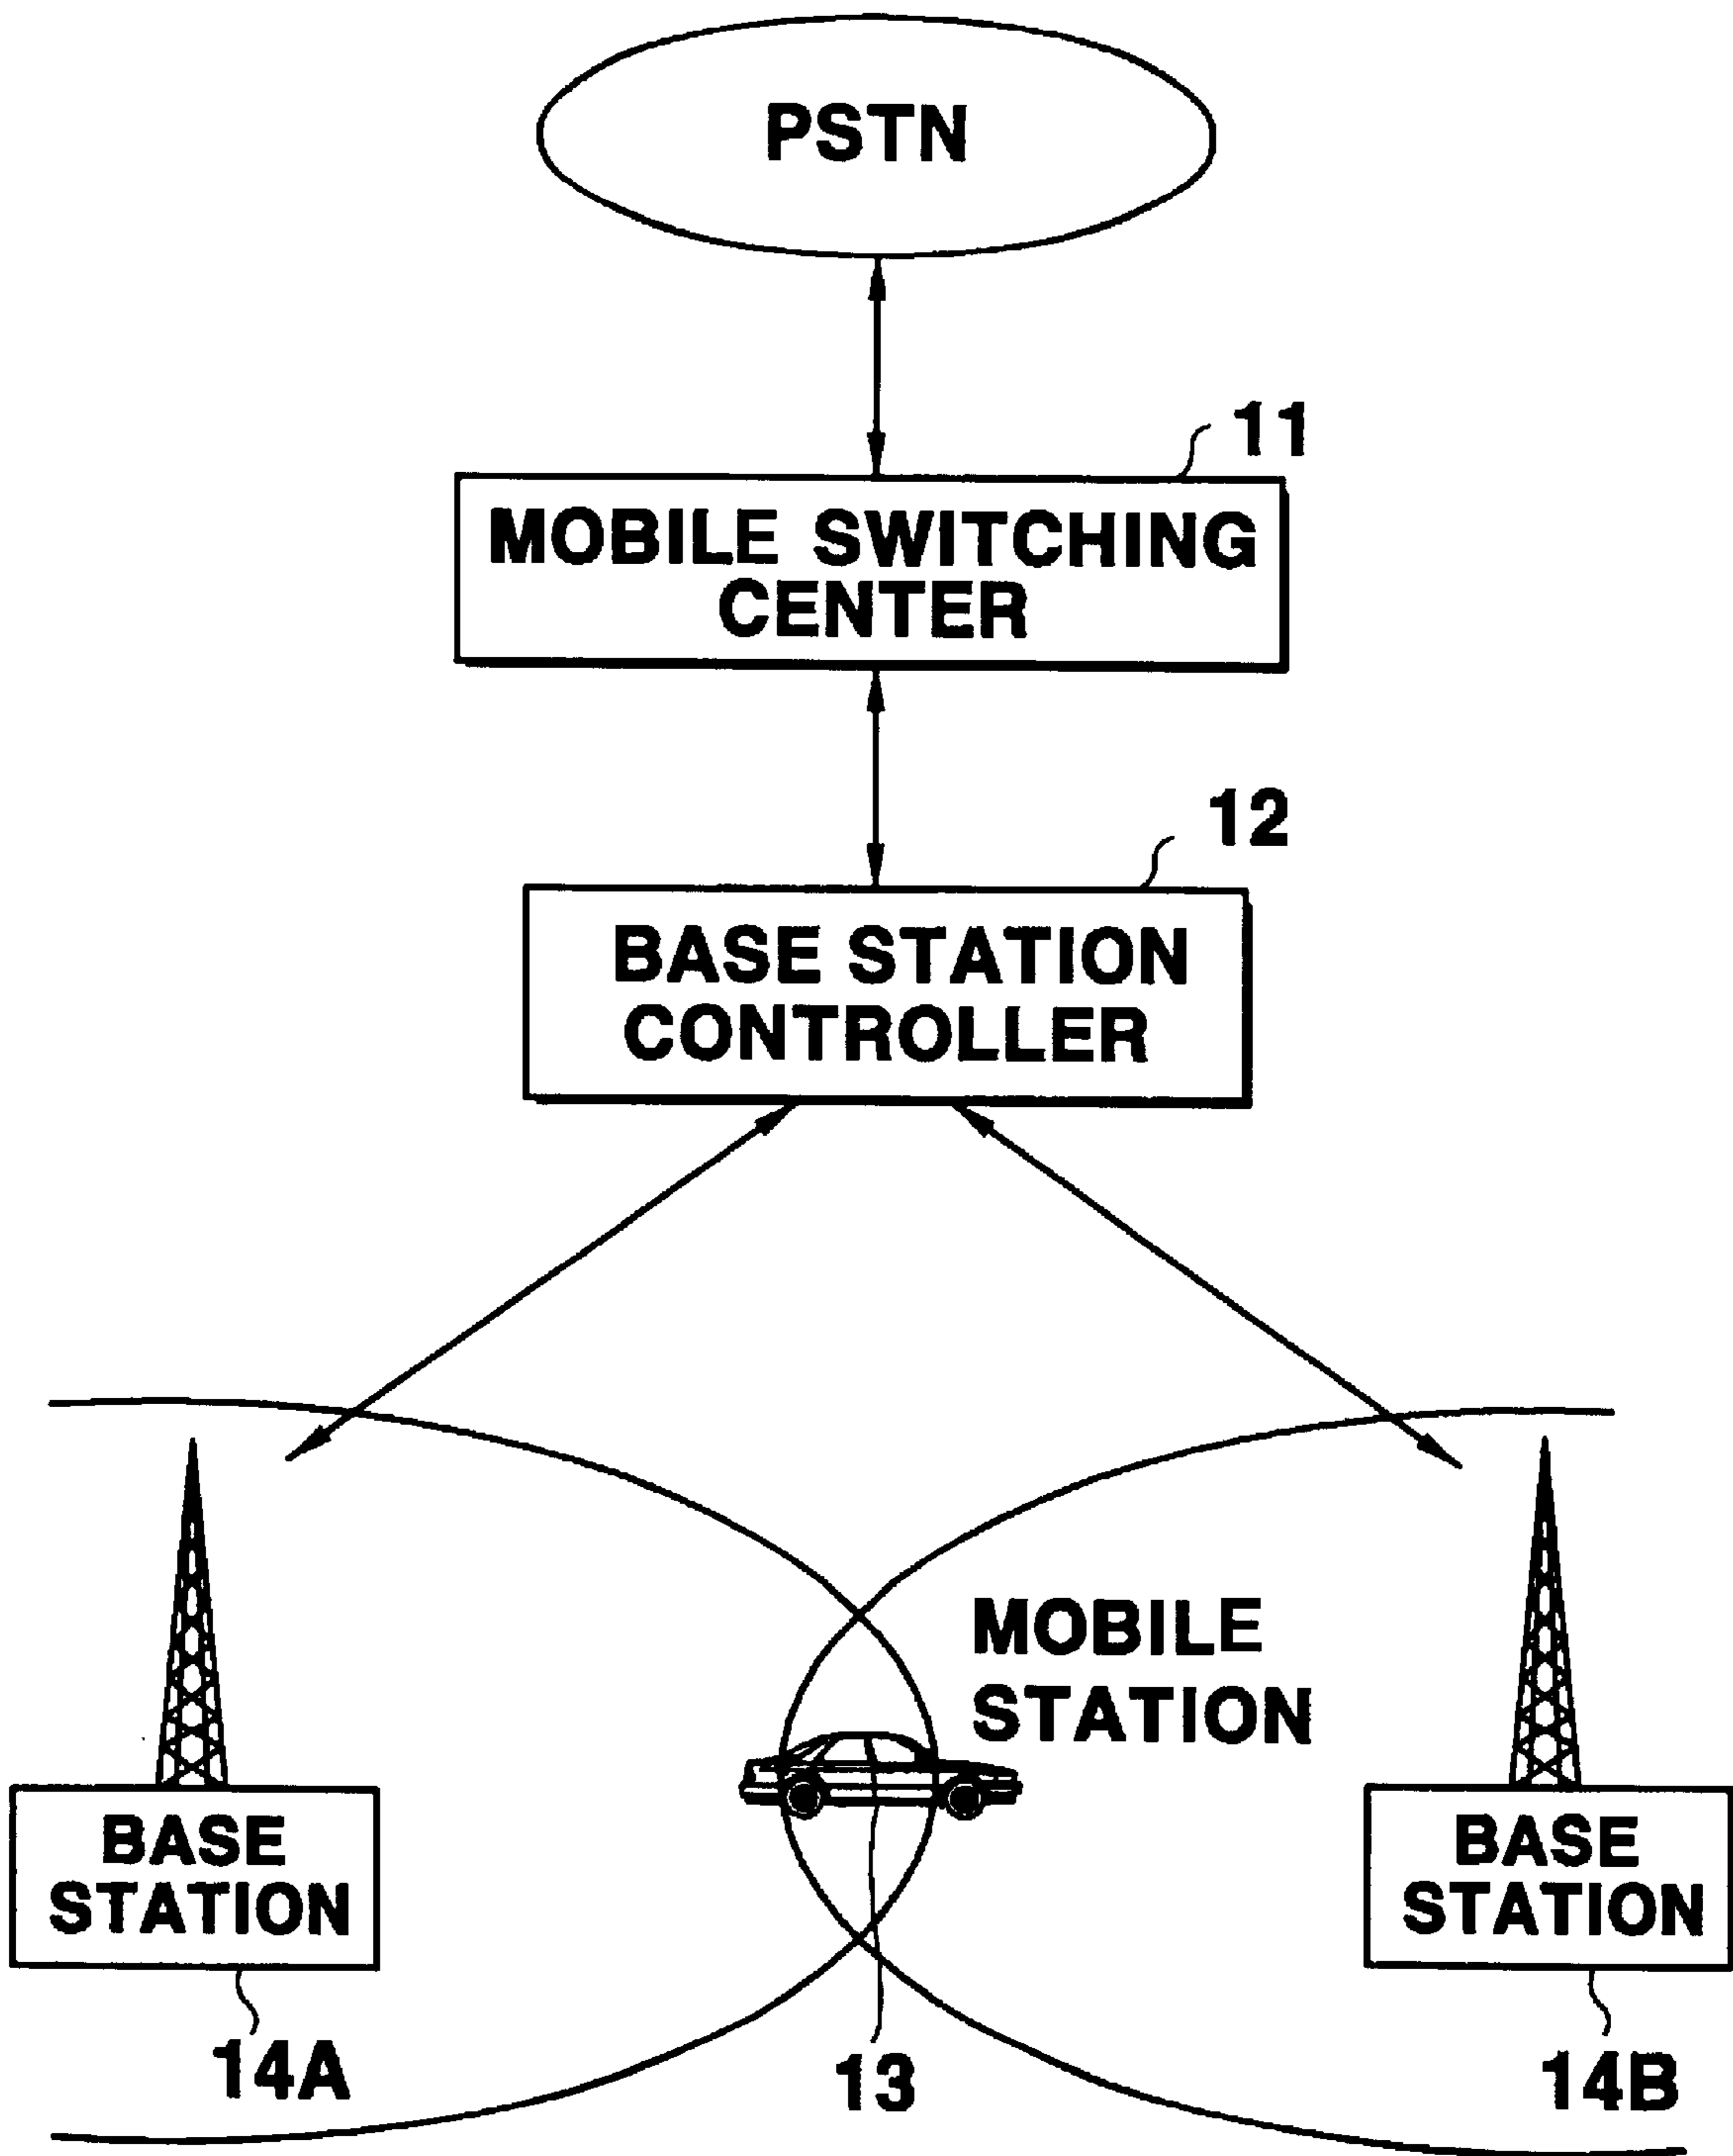 PSTN
11
MOBILE SWITCHING
CENTER
12
BASE STATION
CONTROLLER
MOBILE
STATION
BASE
STATION
BASE
STATION
14A
13
14B